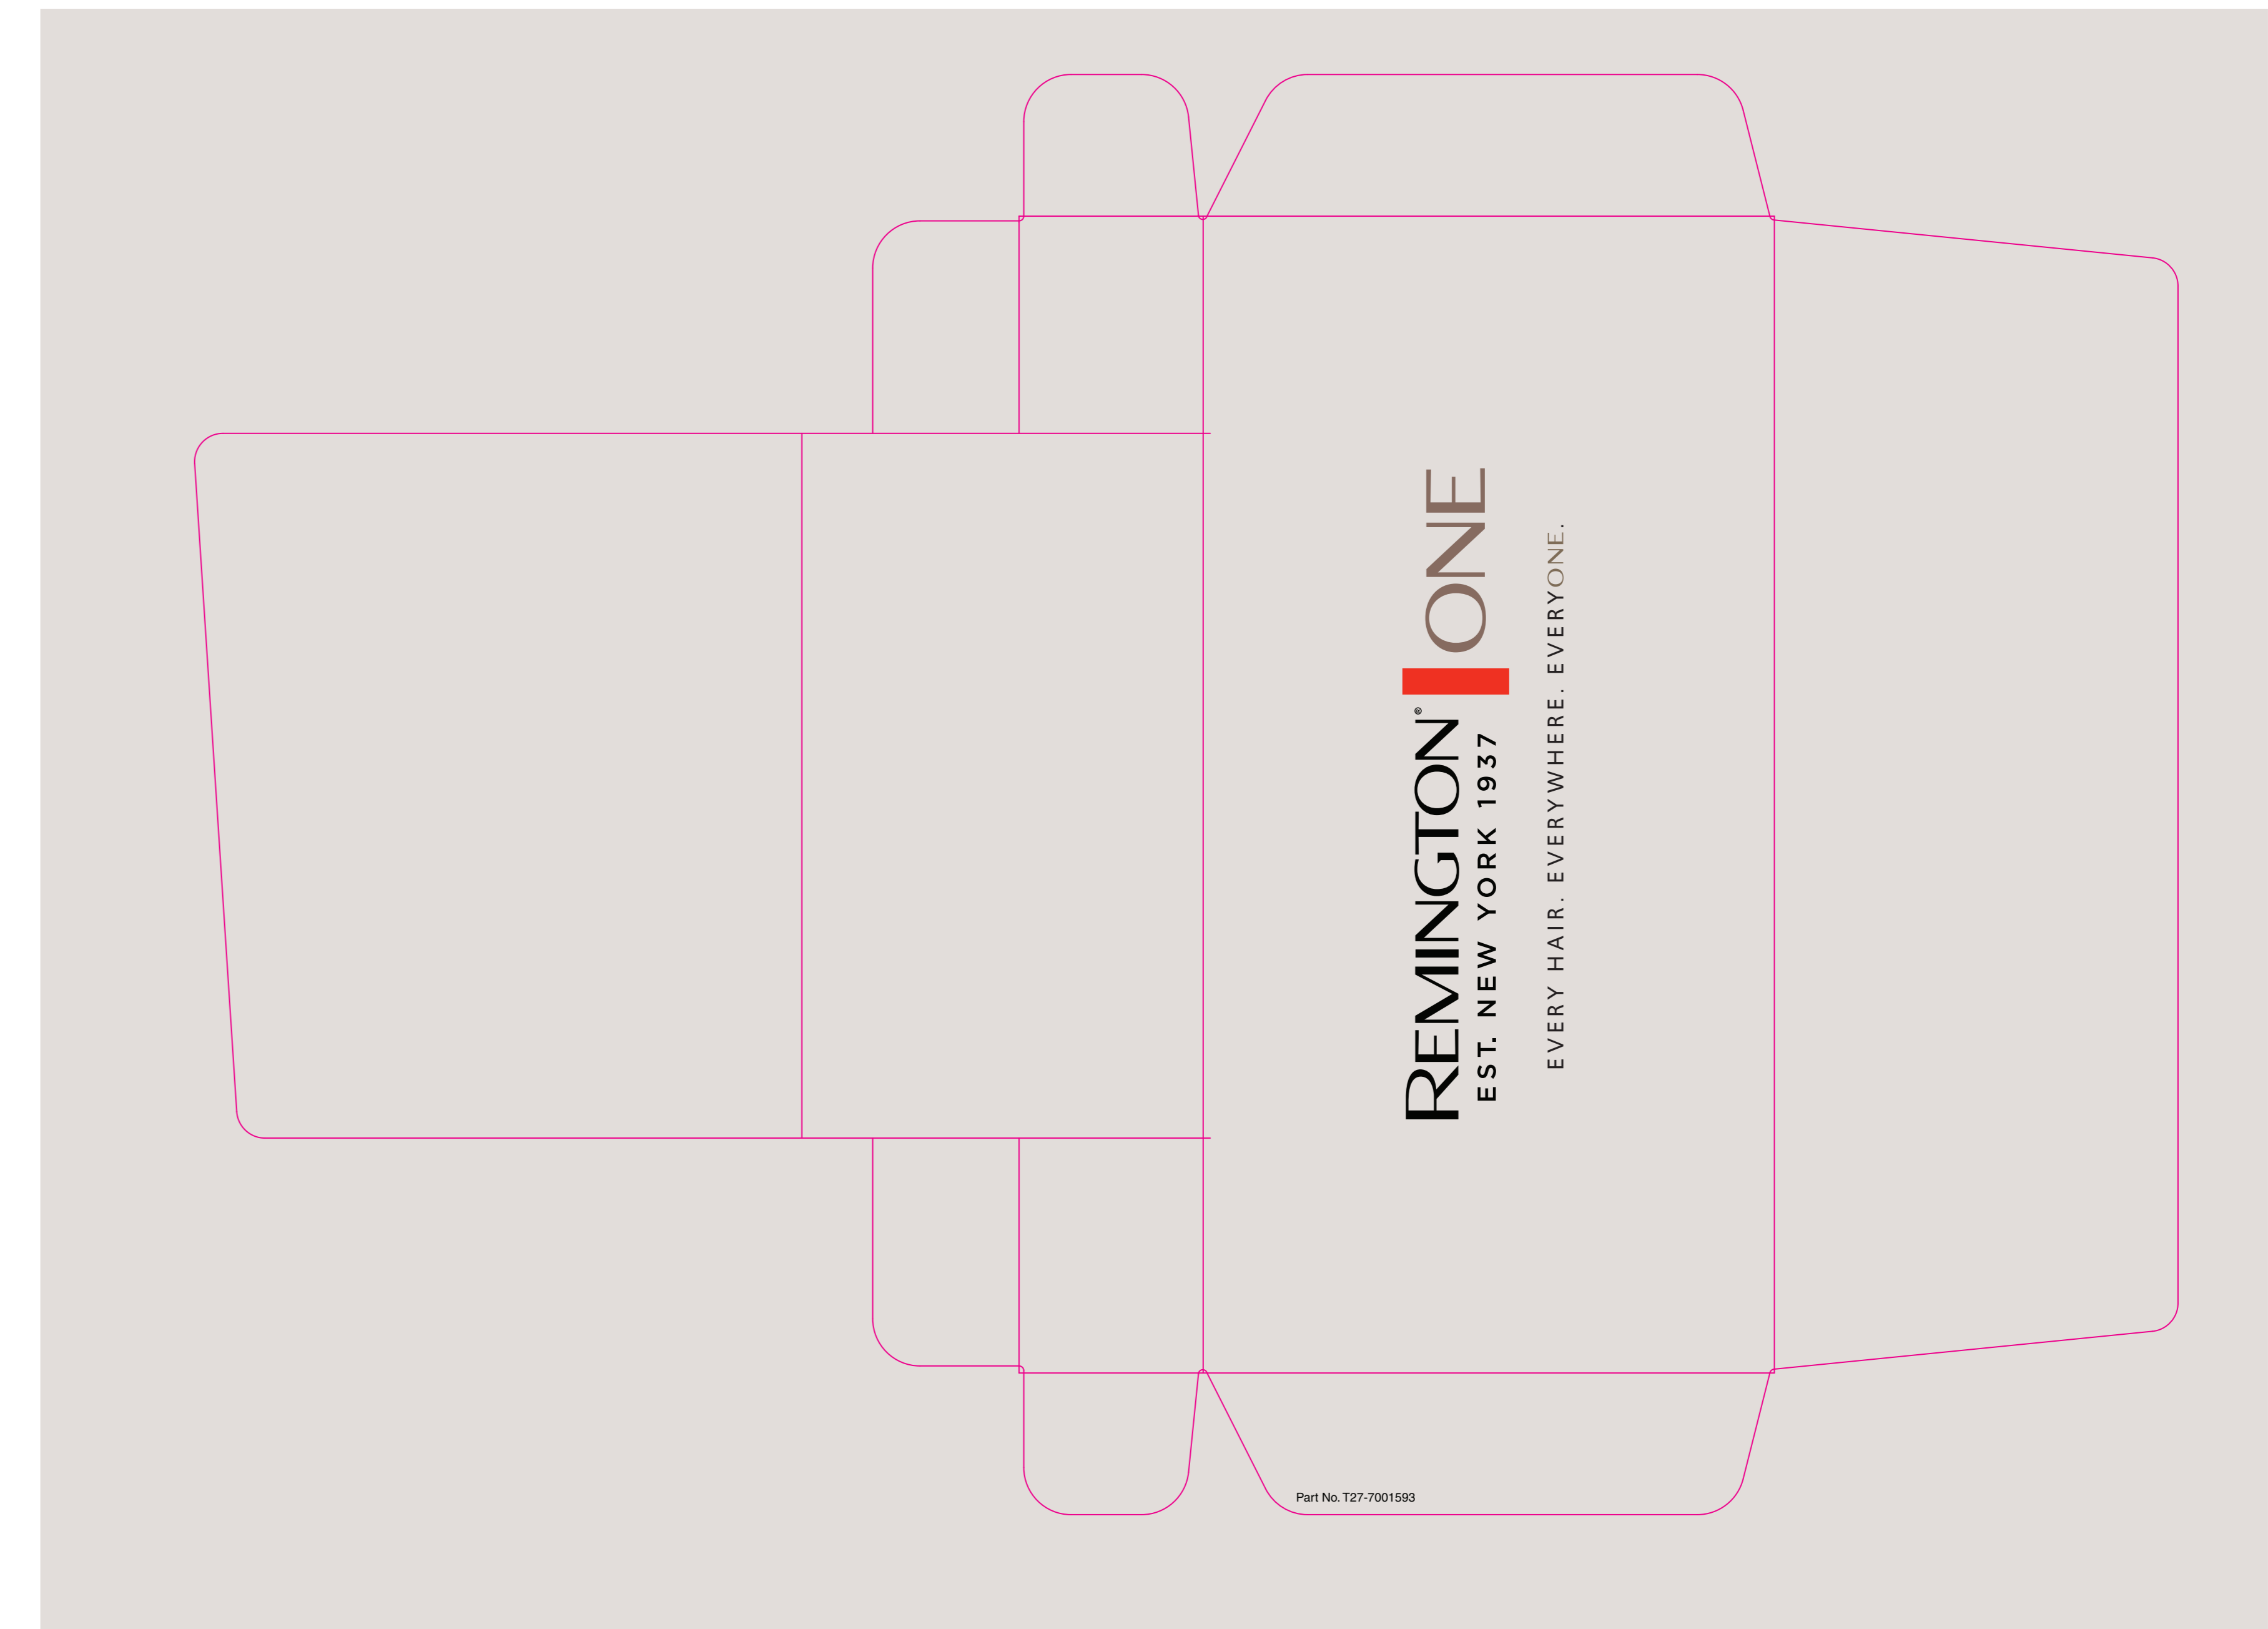 REMINGTON® ONE
EST. NEW YORK 1937
EVERY HAIR. EVERYWHERE. EVERYONE.
Part No. T27-7001593